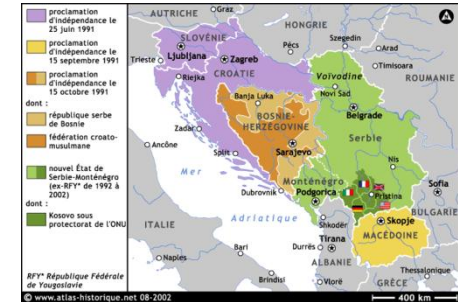 proclamation
d'indépendance le
25 juin 1991
proclamation
d'indépendance le
15 septembre 1991
proclamation
d'indépendance le
15 octobre 1991
dont :
république serbe
de Bosnie
fédération croato-
musulmane
nouvel État de
Serbie-Monténégro
(ex-RFY* de 1992 à
2002)
dont :
Kosovo sous
protectorat de l'ONU
RFY* République Fédérale
de Yougoslavie
© www.atlas-historique.net 08-2002
AUTRICHE
Graz
HONGRIE
SLOVÉNIE
Pécs
Szegedin
Arad
Trieste
Ljubljana
Zagreb
Timisoara
Rijeka
CROATIE
Voïvodine
ROUMANIE
Banja Luka
Novi Sad
BOSNIE-
HERZÉGOVINE
Belgrade
Zadar
Serbie
Ancône
Sarajevo
Split
Nis
Mer
Monténégro
Sofia
Dubrovnik
Podgorica
Pristina
Adriatique
BULGARIE
ITALIE
Shkodër
Skopje
Tirana
MACÉDOINE
Bari
Durrës
Naples
ALBANIE
Thessalonique
Brindisi
Vlorë
GRÈCE
400 km